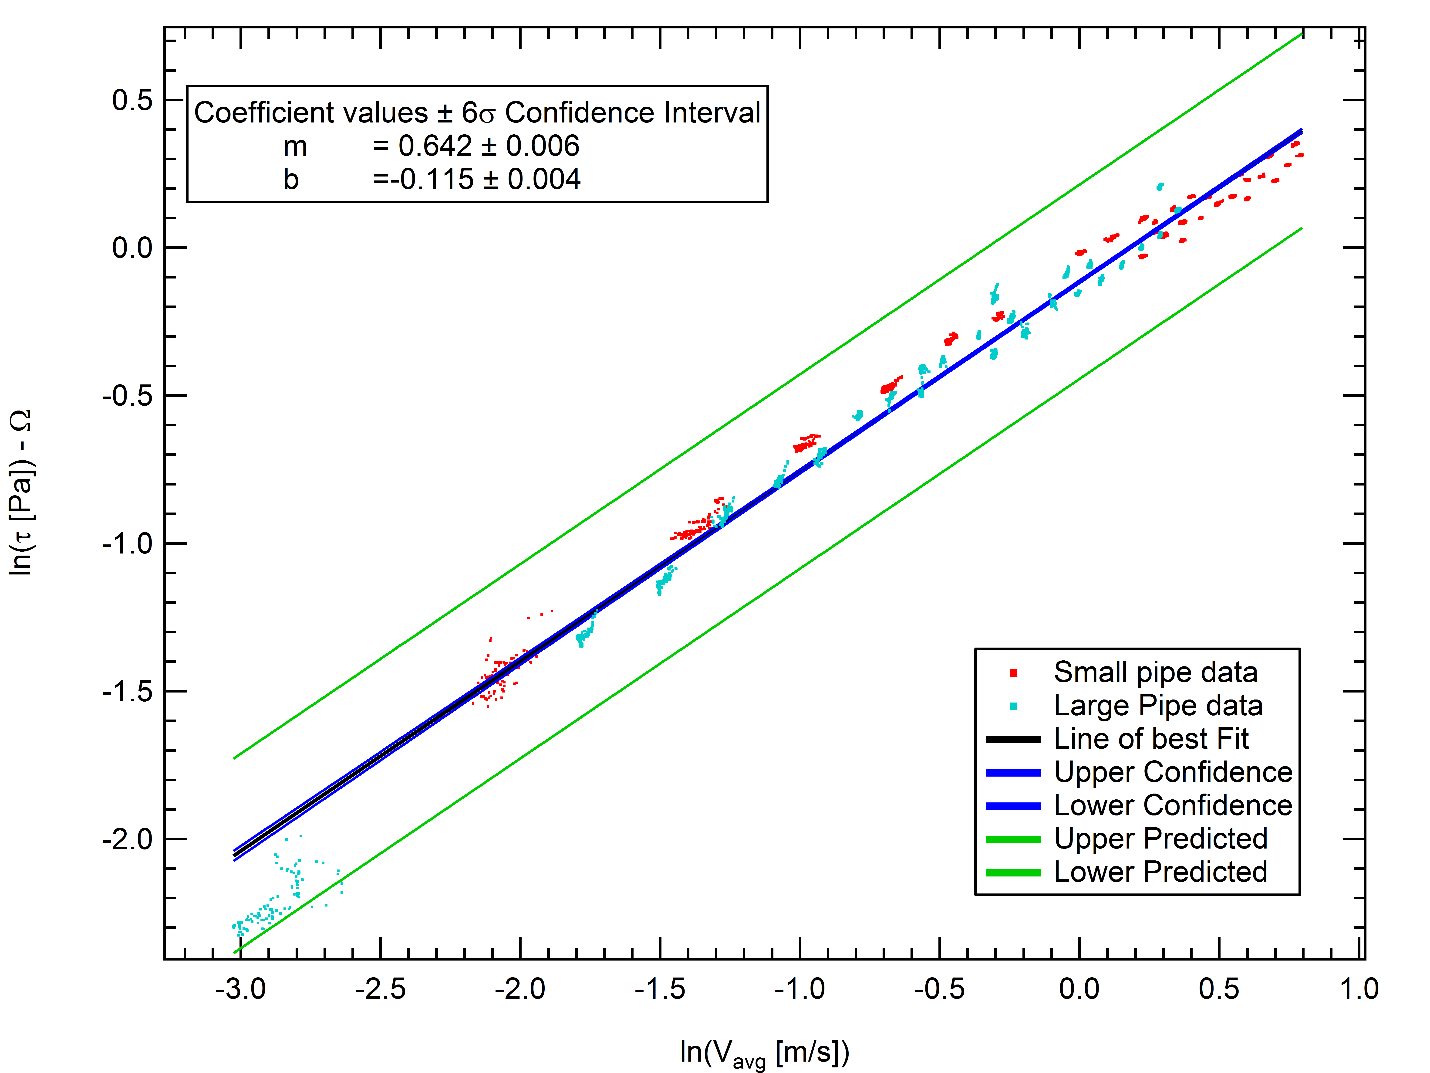 Coefficient values ± 6σ Confidence Interval
m = 0.642 ± 0.006
b =-0.115 ± 0.004
0.5
0.0
-0.5
-1.0
-1.5
-2.0
ln(τ [Pa]) - Ω
Small pipe data
Large Pipe data
Line of best Fit
Upper Confidence
Lower Confidence
Upper Predicted
Lower Predicted
-3.0 -2.5 -2.0 -1.5 -1.0 -0.5 0.0 0.5 1.0
ln(Vavg [m/s])